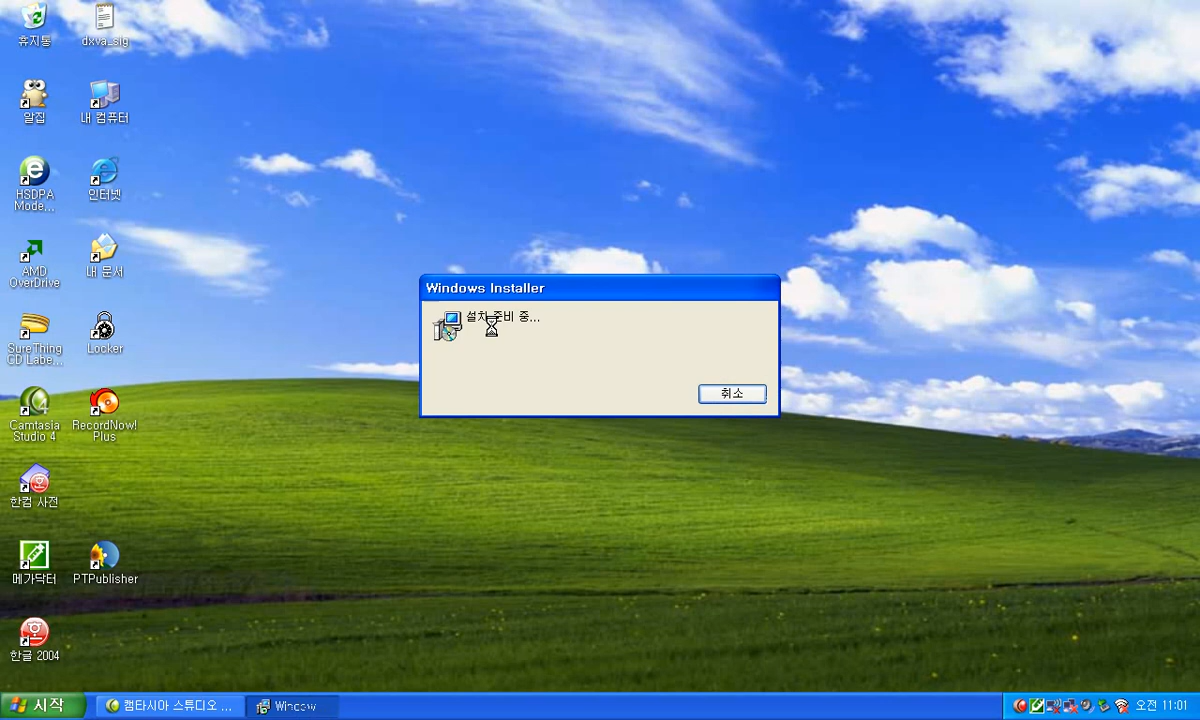 휴지통
dxva_sig
알집
내 컴퓨터
HSDPA
Mode...
인터넷
AMD
OverDrive
내 문서
SureThing
CD Labe...
Locker
Camtasia
Studio 4
RecordNow!
Plus
한컴 사전
메가닥터
PTPublisher
한글 2004
Windows Installer
설치 준비 중...
취소
시작
캠타시아 스튜디오 ...
Window
오전 11:01